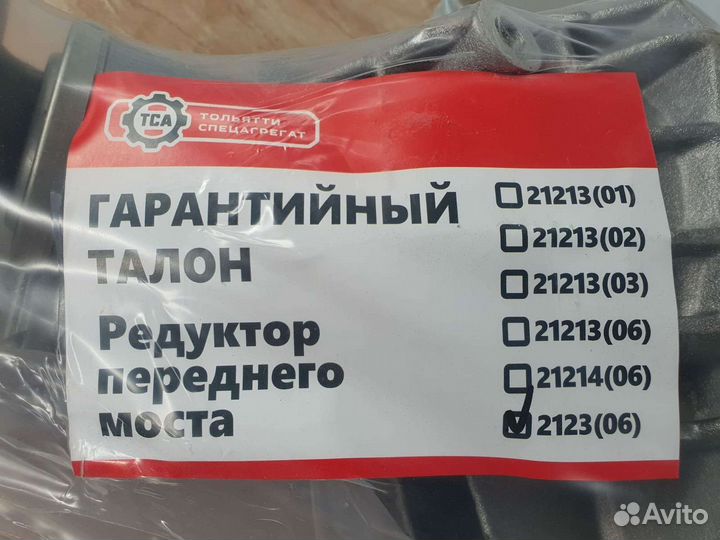 TCA
ТОЛЬЯТТИ
СПЕЦАГРЕГАТ
ГАРАНТИЙНЫЙ
ТАЛОН
Редуктор
переднего
моста
21213(01)
21213(02)
21213(03)
21213(06)
21214(06)
2123(06)
Avito